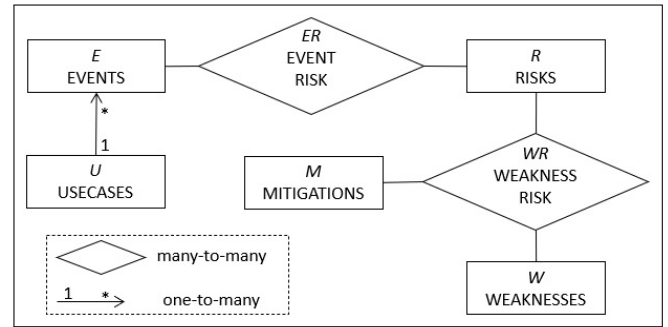 E
EVENTS
ER
EVENT
RISK
R
RISKS
*
1
U
USECASES
M
MITIGATIONS
WR
WEAKNESS
RISK
W
WEAKNESSES
many-to-many
1 *
one-to-many